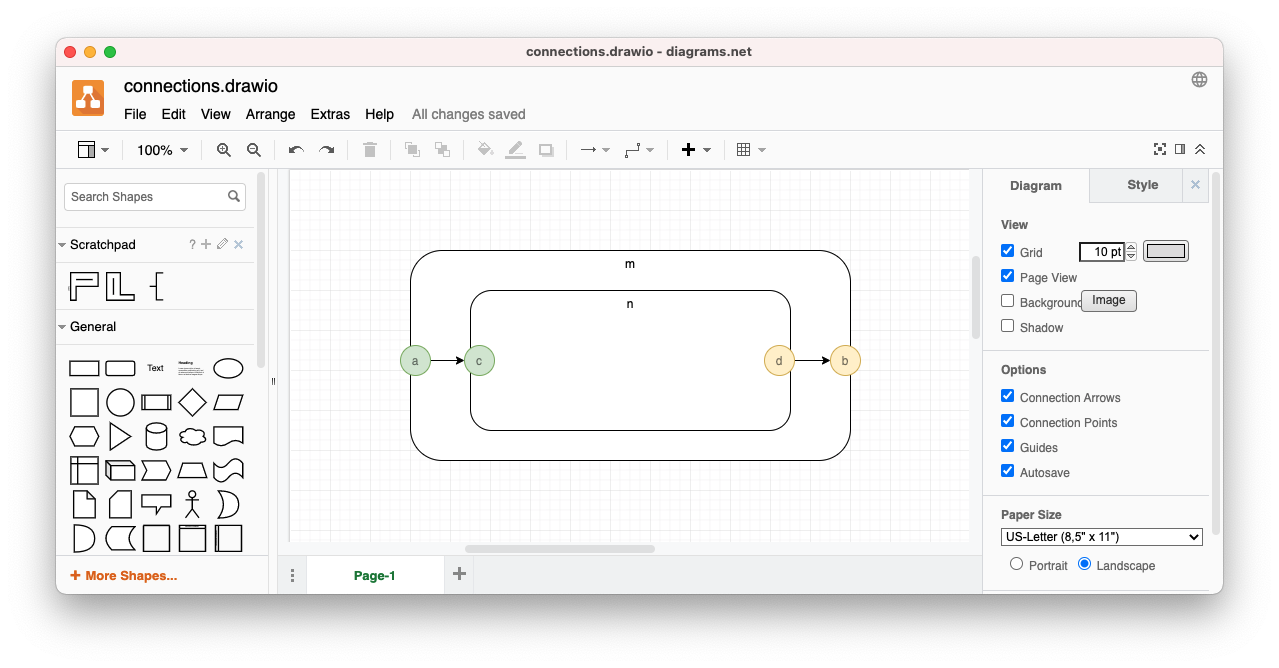 connections.drawio - diagrams.net
connections.drawio
File Edit View Arrange Extras Help All changes saved
100%
Search Shapes
Scratchpad
?
General
Text
Heading
More Shapes...
m
n
a c d b
Page-1
Diagram Style
View
Grid 10 pt
Page View
Background Image
Shadow
Options
Connection Arrows
Connection Points
Guides
Autosave
Paper Size
US-Letter (8,5" x 11")
Portrait Landscape